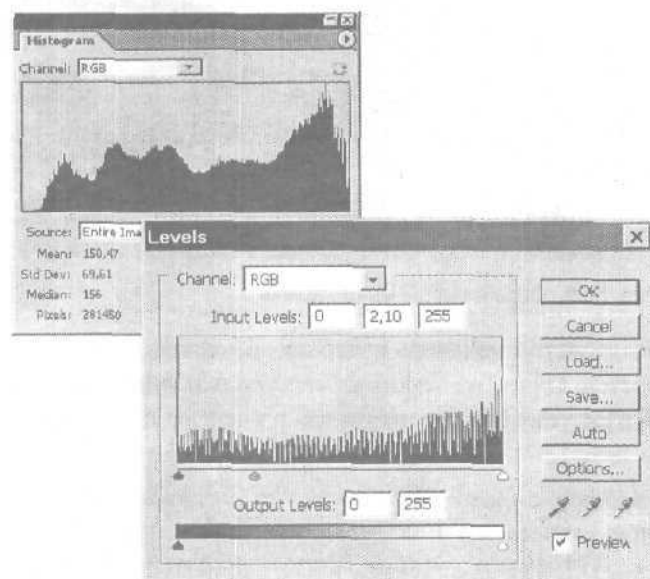 Histogram
Channel: RGB
Source: Entire Ima
Mean: 150,47
Std Dev: 69,61
Median: 156
Pixels: 281450
Levels
Channel: RGB
Input Levels: 0 2,10 255
Output Levels: 0 255
OK
Cancel
Load...
Save...
Auto
Options...
Preview